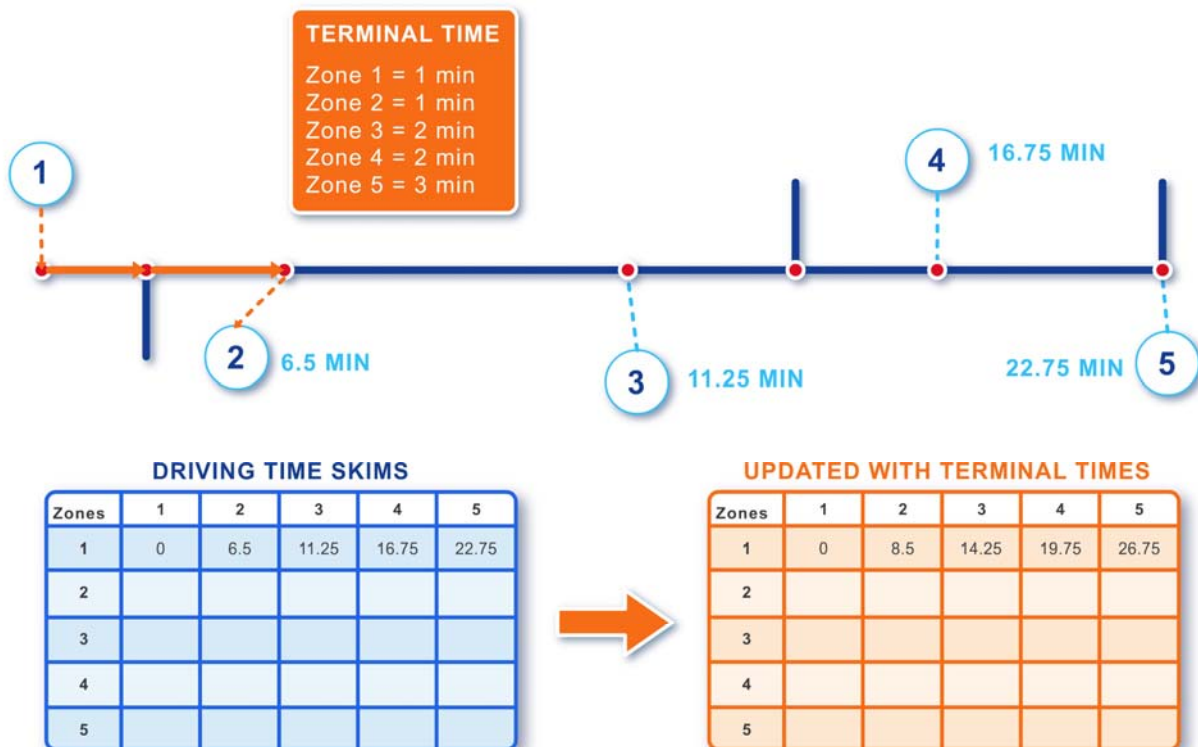 TERMINAL TIME
Zone 1 = 1 min
Zone 2 = 1 min
Zone 3 = 2 min
Zone 4 = 2 min
Zone 5 = 3 min
1
4
16.75 MIN
2
6.5 MIN
3
11.25 MIN
22.75 MIN
5
DRIVING TIME SKIMS
Zones 1 2 3 4 5
1 0 6.5 11.25 16.75 22.75
2
3
4
5
UPDATED WITH TERMINAL TIMES
Zones 1 2 3 4 5
1 0 8.5 14.25 19.75 26.75
2
3
4
5